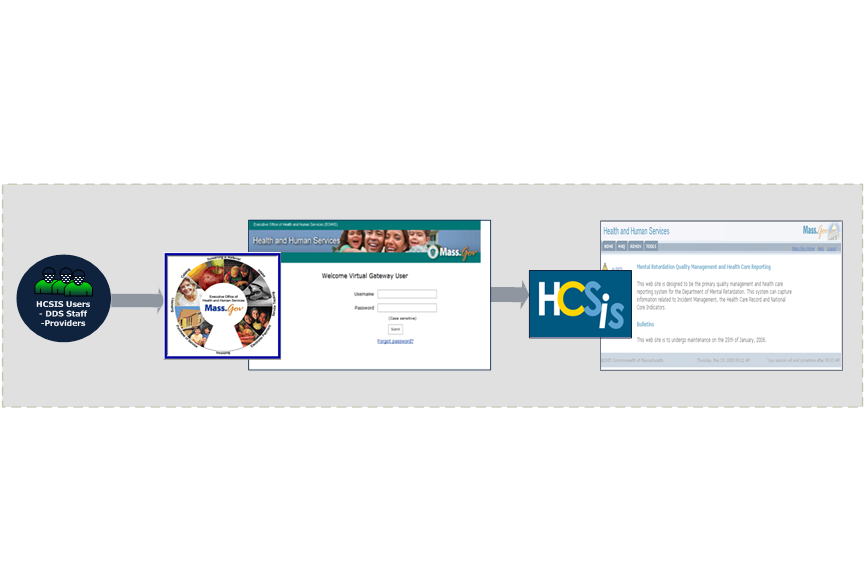 HCSIS Users
- DDS Staff
-Providers
Executive Office of
Health and Human Services
Mass.Gov
Executive Office of Health and Human Services (EOHHS)
Health and Human Services
Mass.Gov
Welcome Virtual Gateway User
Username
Password
(Case sensitive)
Forgot password?
HCSis
Health and Human Services
Mass.Gov
HOME FAQ ADMIN TOOLS
Mental Retardation Quality Management and Health Care Reporting
This web site is designed to be the primary quality management and health care
reporting system for the Department of Mental Retardation. This system can capture
information related to Incident Management, the Health Care Record and National
Core Indicators.
Bulletins
This web site is to undergo maintenance on the 25th of January, 2006.